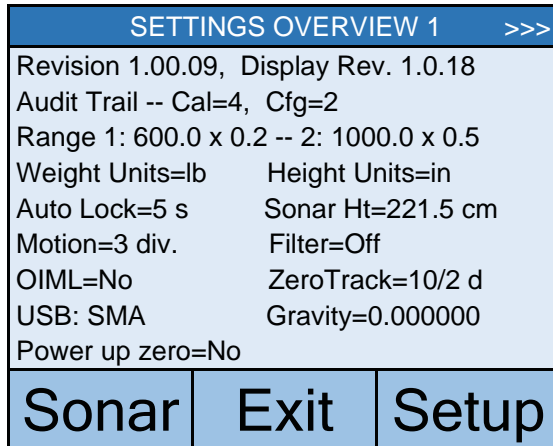 SETTINGS OVERVIEW 1 >>>
Revision 1.00.09, Display Rev. 1.0.18
Audit Trail -- Cal=4, Cfg=2
Range 1: 600.0 x 0.2 -- 2: 1000.0 x 0.5
Weight Units=lb Height Units=in
Auto Lock=5 s Sonar Ht=221.5 cm
Motion=3 div. Filter=Off
OIML=No ZeroTrack=10/2 d
USB: SMA Gravity=0.000000
Power up zero=No
Sonar Exit Setup